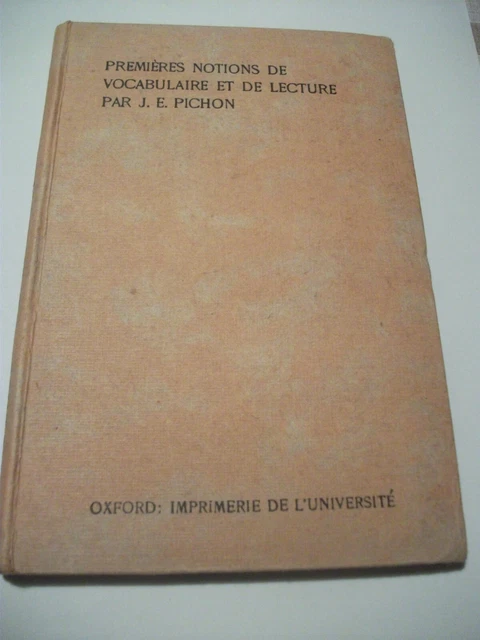 PREMIÈRES NOTIONS DE
VOCABULAIRE ET DE LECTURE
PAR J. E. PICHON
OXFORD: IMPRIMERIE DE L'UNIVERSITÉ